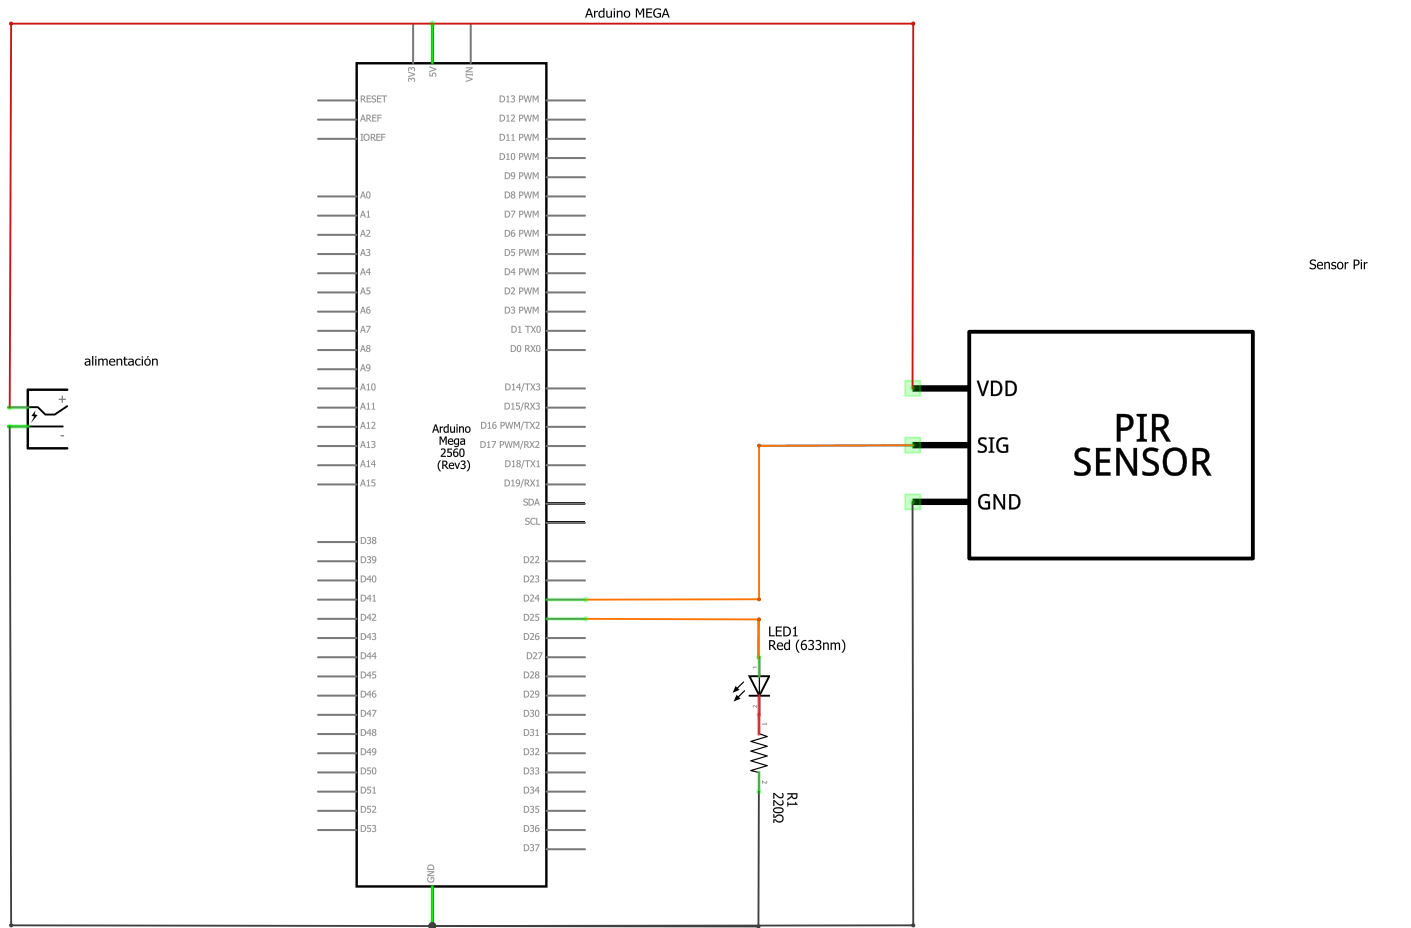 Arduino MEGA
3V3
5V
VIN
RESET
AREF
IOREF
A0
A1
A2
A3
A4
A5
A6
A7
A8
A9
A10
A11
A12
A13
A14
A15
D38
D39
D40
D41
D42
D43
D44
D45
D46
D47
D48
D49
D50
D51
D52
D53
D13 PWM
D12 PWM
D11 PWM
D10 PWM
D9 PWM
D8 PWM
D7 PWM
D6 PWM
D5 PWM
D4 PWM
D2 PWM
D3 PWM
D1 TX0
D0 RX0
D14/TX3
D15/RX3
D16 PWM/TX2
D17 PWM/RX2
D18/TX1
D19/RX1
SDA
SCL
D22
D23
D24
D25
D26
D27
D28
D29
D30
D31
D32
D33
D34
D35
D36
D37
GND
Arduino
Mega
2560
(Rev3)
alimentación
+
-
Sensor Pir
VDD
SIG
GND
PIR
SENSOR
LED1
Red (633nm)
1
2
1
2
R1
220Ω